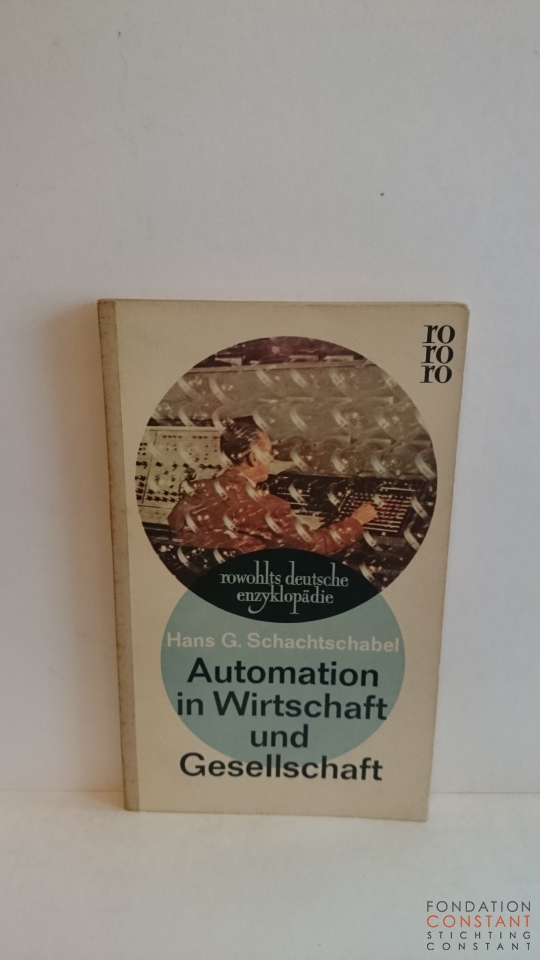 ro
ro
ro
rowohlts deutsche
enzyklopädie
Hans G. Schachtschabel
Automation
in Wirtschaft
und
Gesellschaft
FONDATION
CONSTANT
STICHTING
CONSTANT